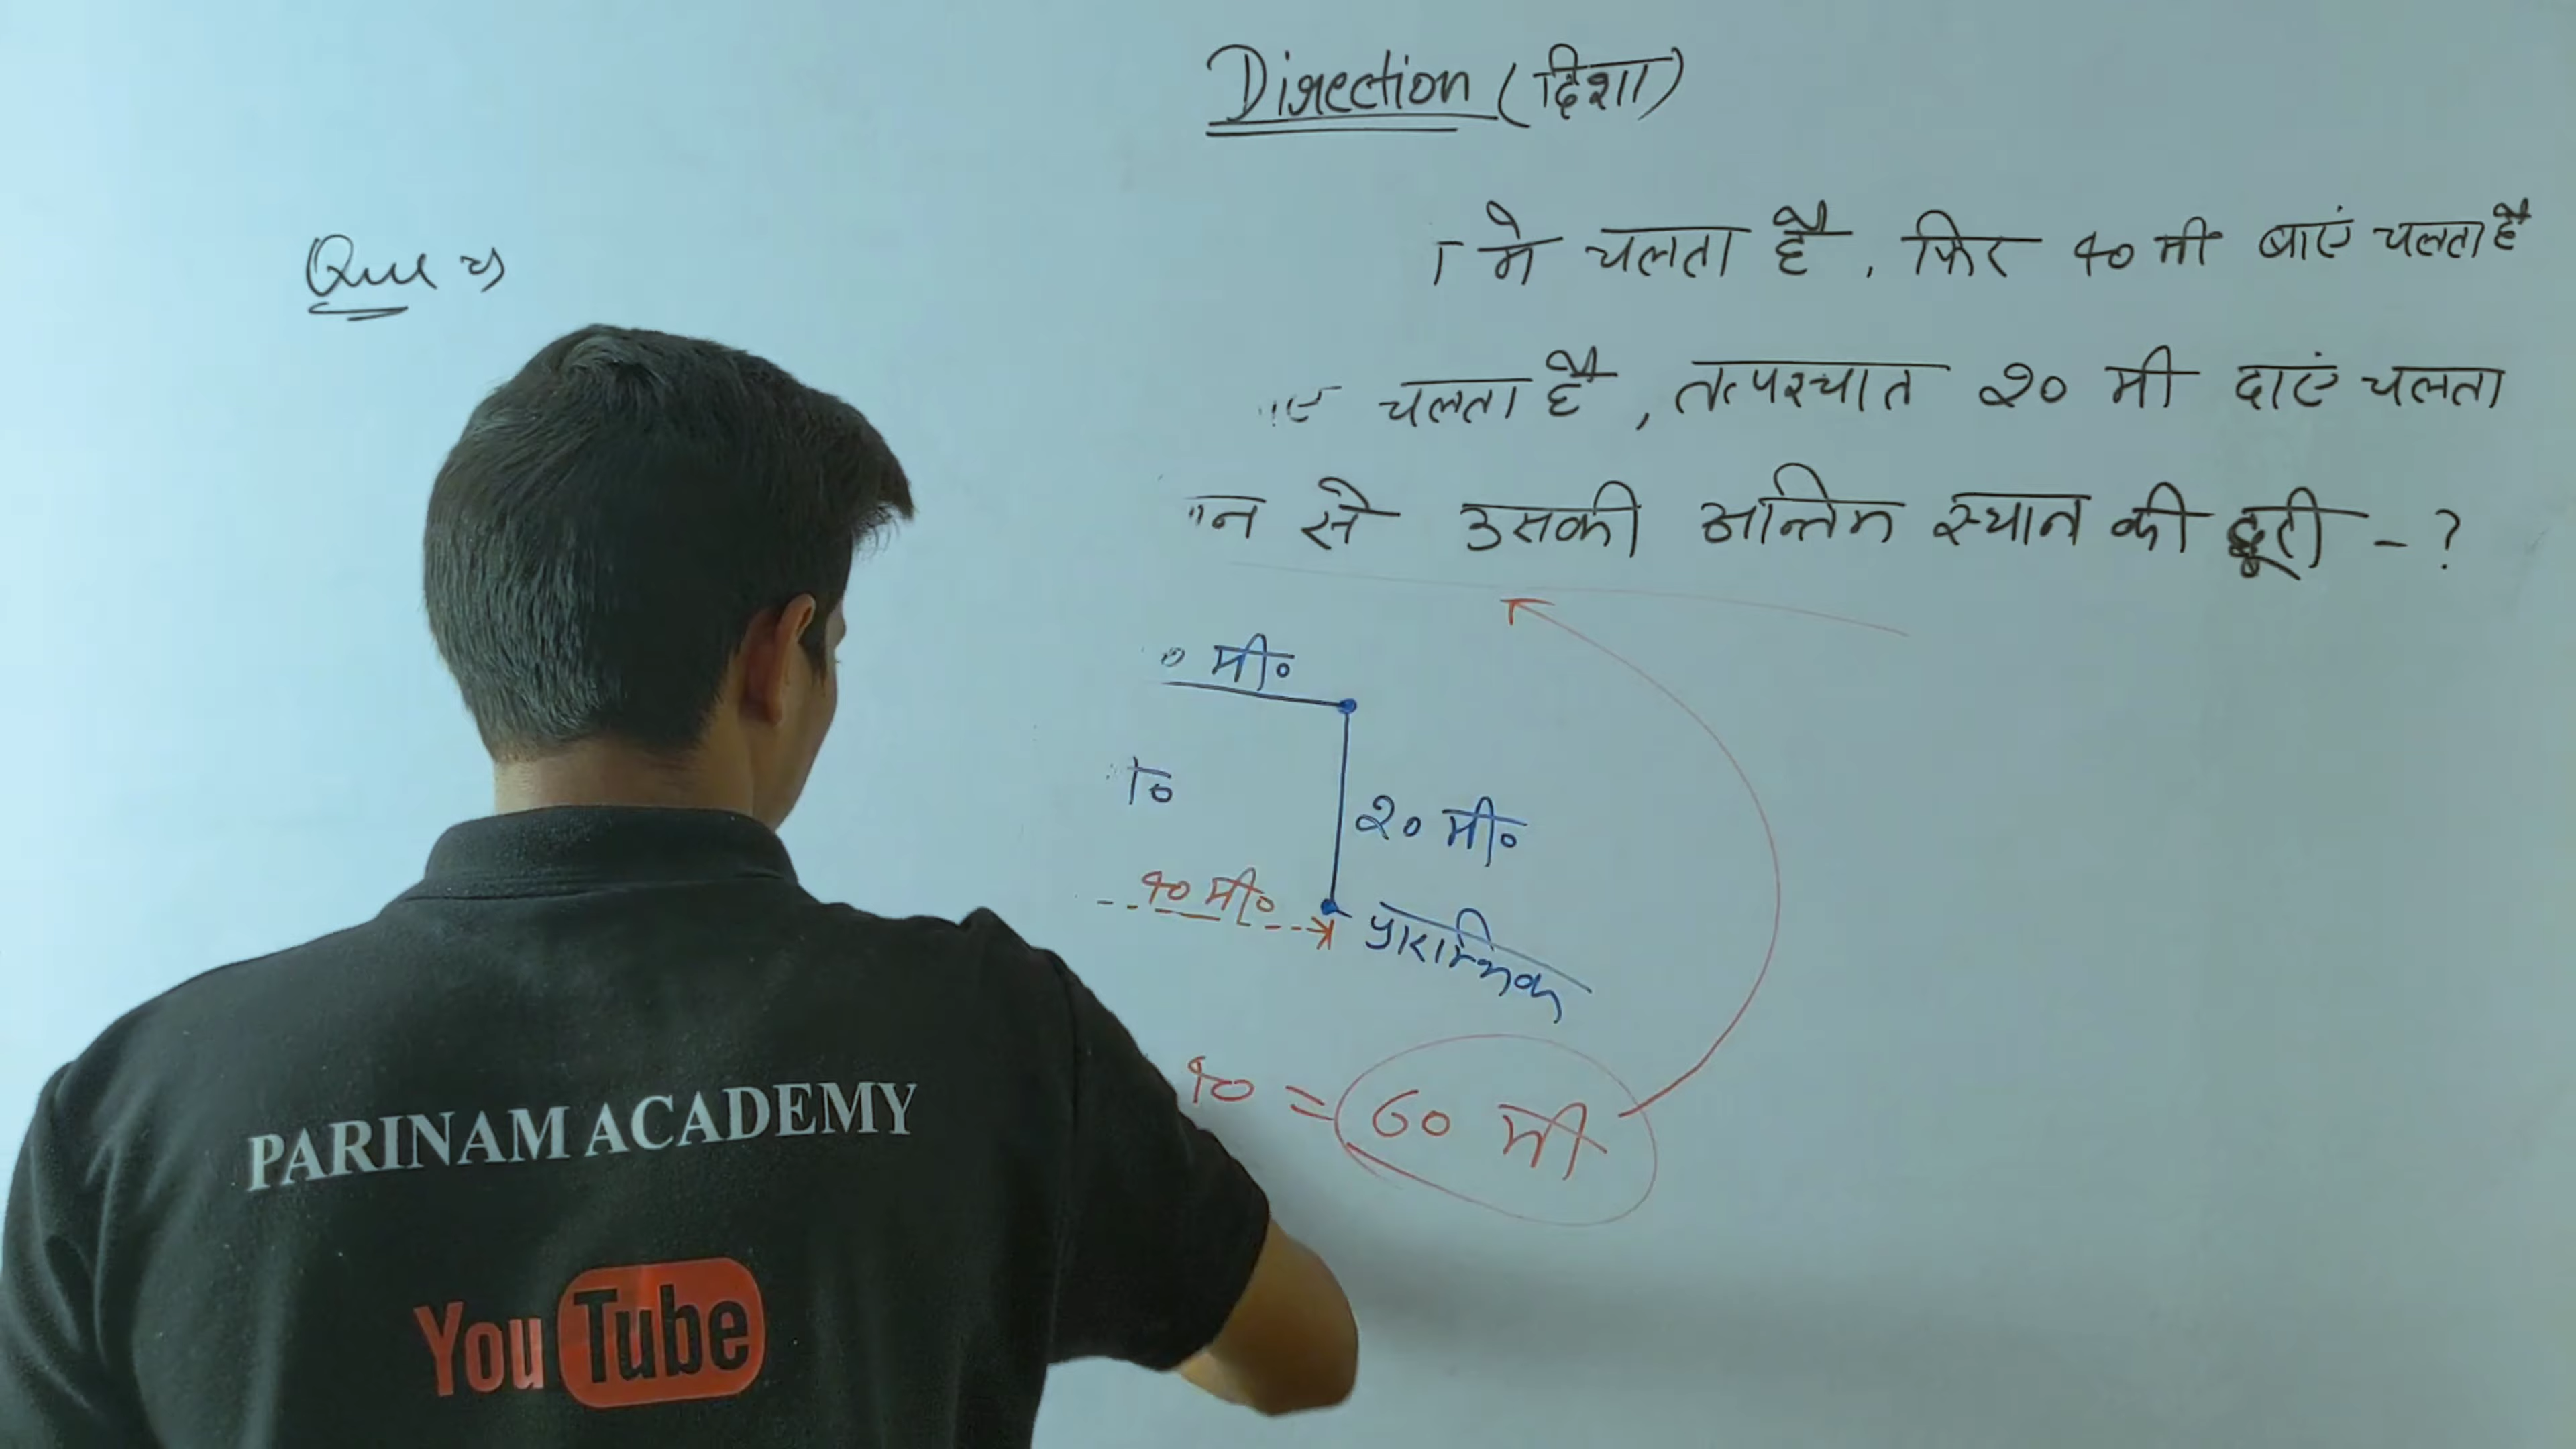 Direction (दिशा)
Que
में चलता है, फिर 40 मी बाएं चलता है
चलता है, तत्पश्चात 20 मी दाएं चलता
से उसकी अन्तिम स्थान की दूरी - ?
मी०
20 मी०
40 मी०
प्रारम्भिक
40 = 60 मी
PARINAM ACADEMY
YouTube